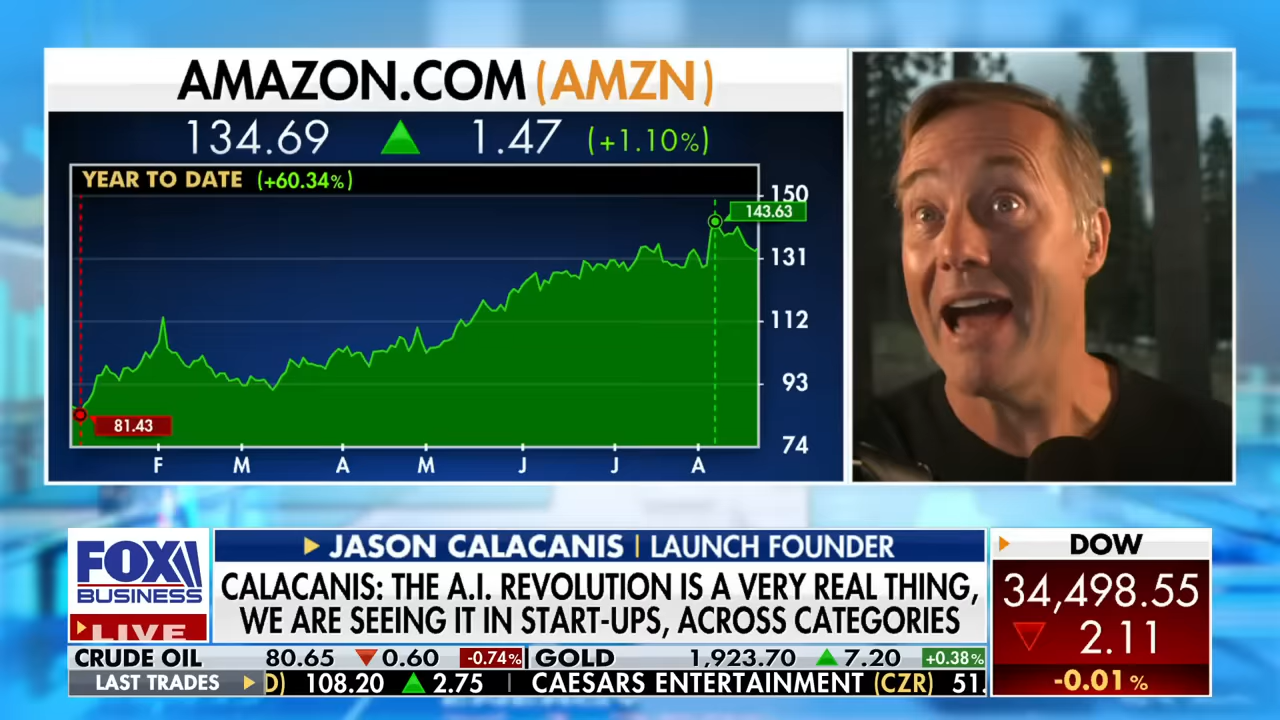 AMAZON.COM (AMZN)
134.69 ▲ 1.47 (+1.10%)
YEAR TO DATE (+60.34%)
150
143.63
131
112
93
81.43
74
F M A M J J A
FOX BUSINESS
LIVE
JASON CALACANIS | LAUNCH FOUNDER
CALACANIS: THE A.I. REVOLUTION IS A VERY REAL THING,
WE ARE SEEING IT IN START-UPS, ACROSS CATEGORIES
DOW
34,498.55
▼ 2.11
-0.01%
CRUDE OIL 80.65 ▼ 0.60 -0.74% GOLD 1,923.70 ▲ 7.20 +0.38%
LAST TRADES D) 108.20 ▲ 2.75 | CAESARS ENTERTAINMENT (CZR) 51.